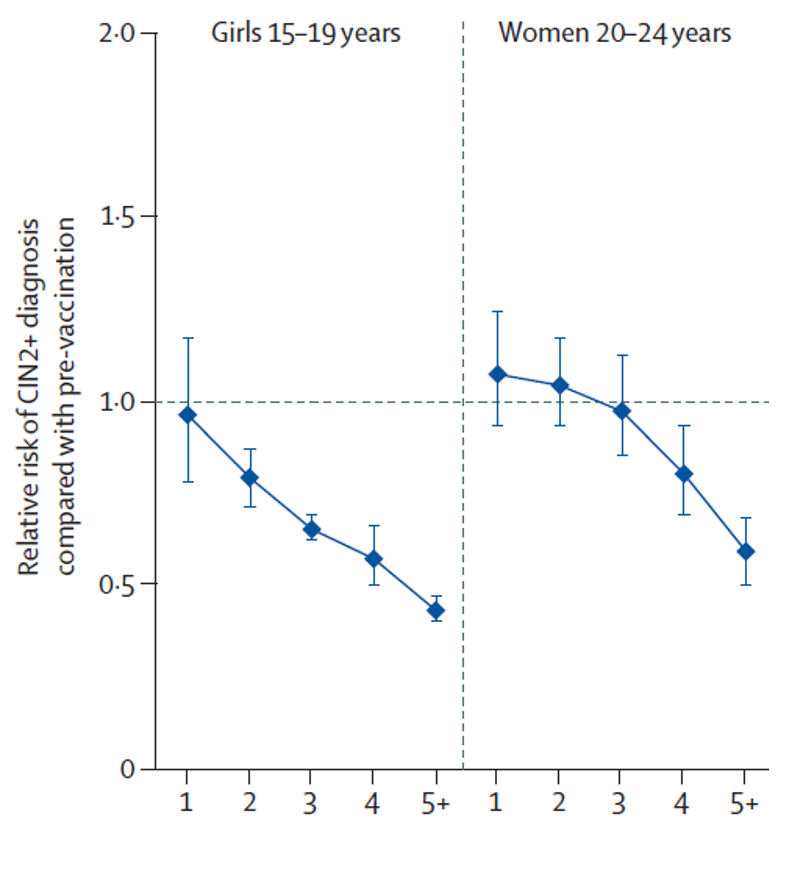 Girls 15–19 years
Women 20–24 years
Relative risk of CIN2+ diagnosis
compared with pre-vaccination
2·0
1·5
1·0
0·5
0
1 2 3 4 5+ 1 2 3 4 5+